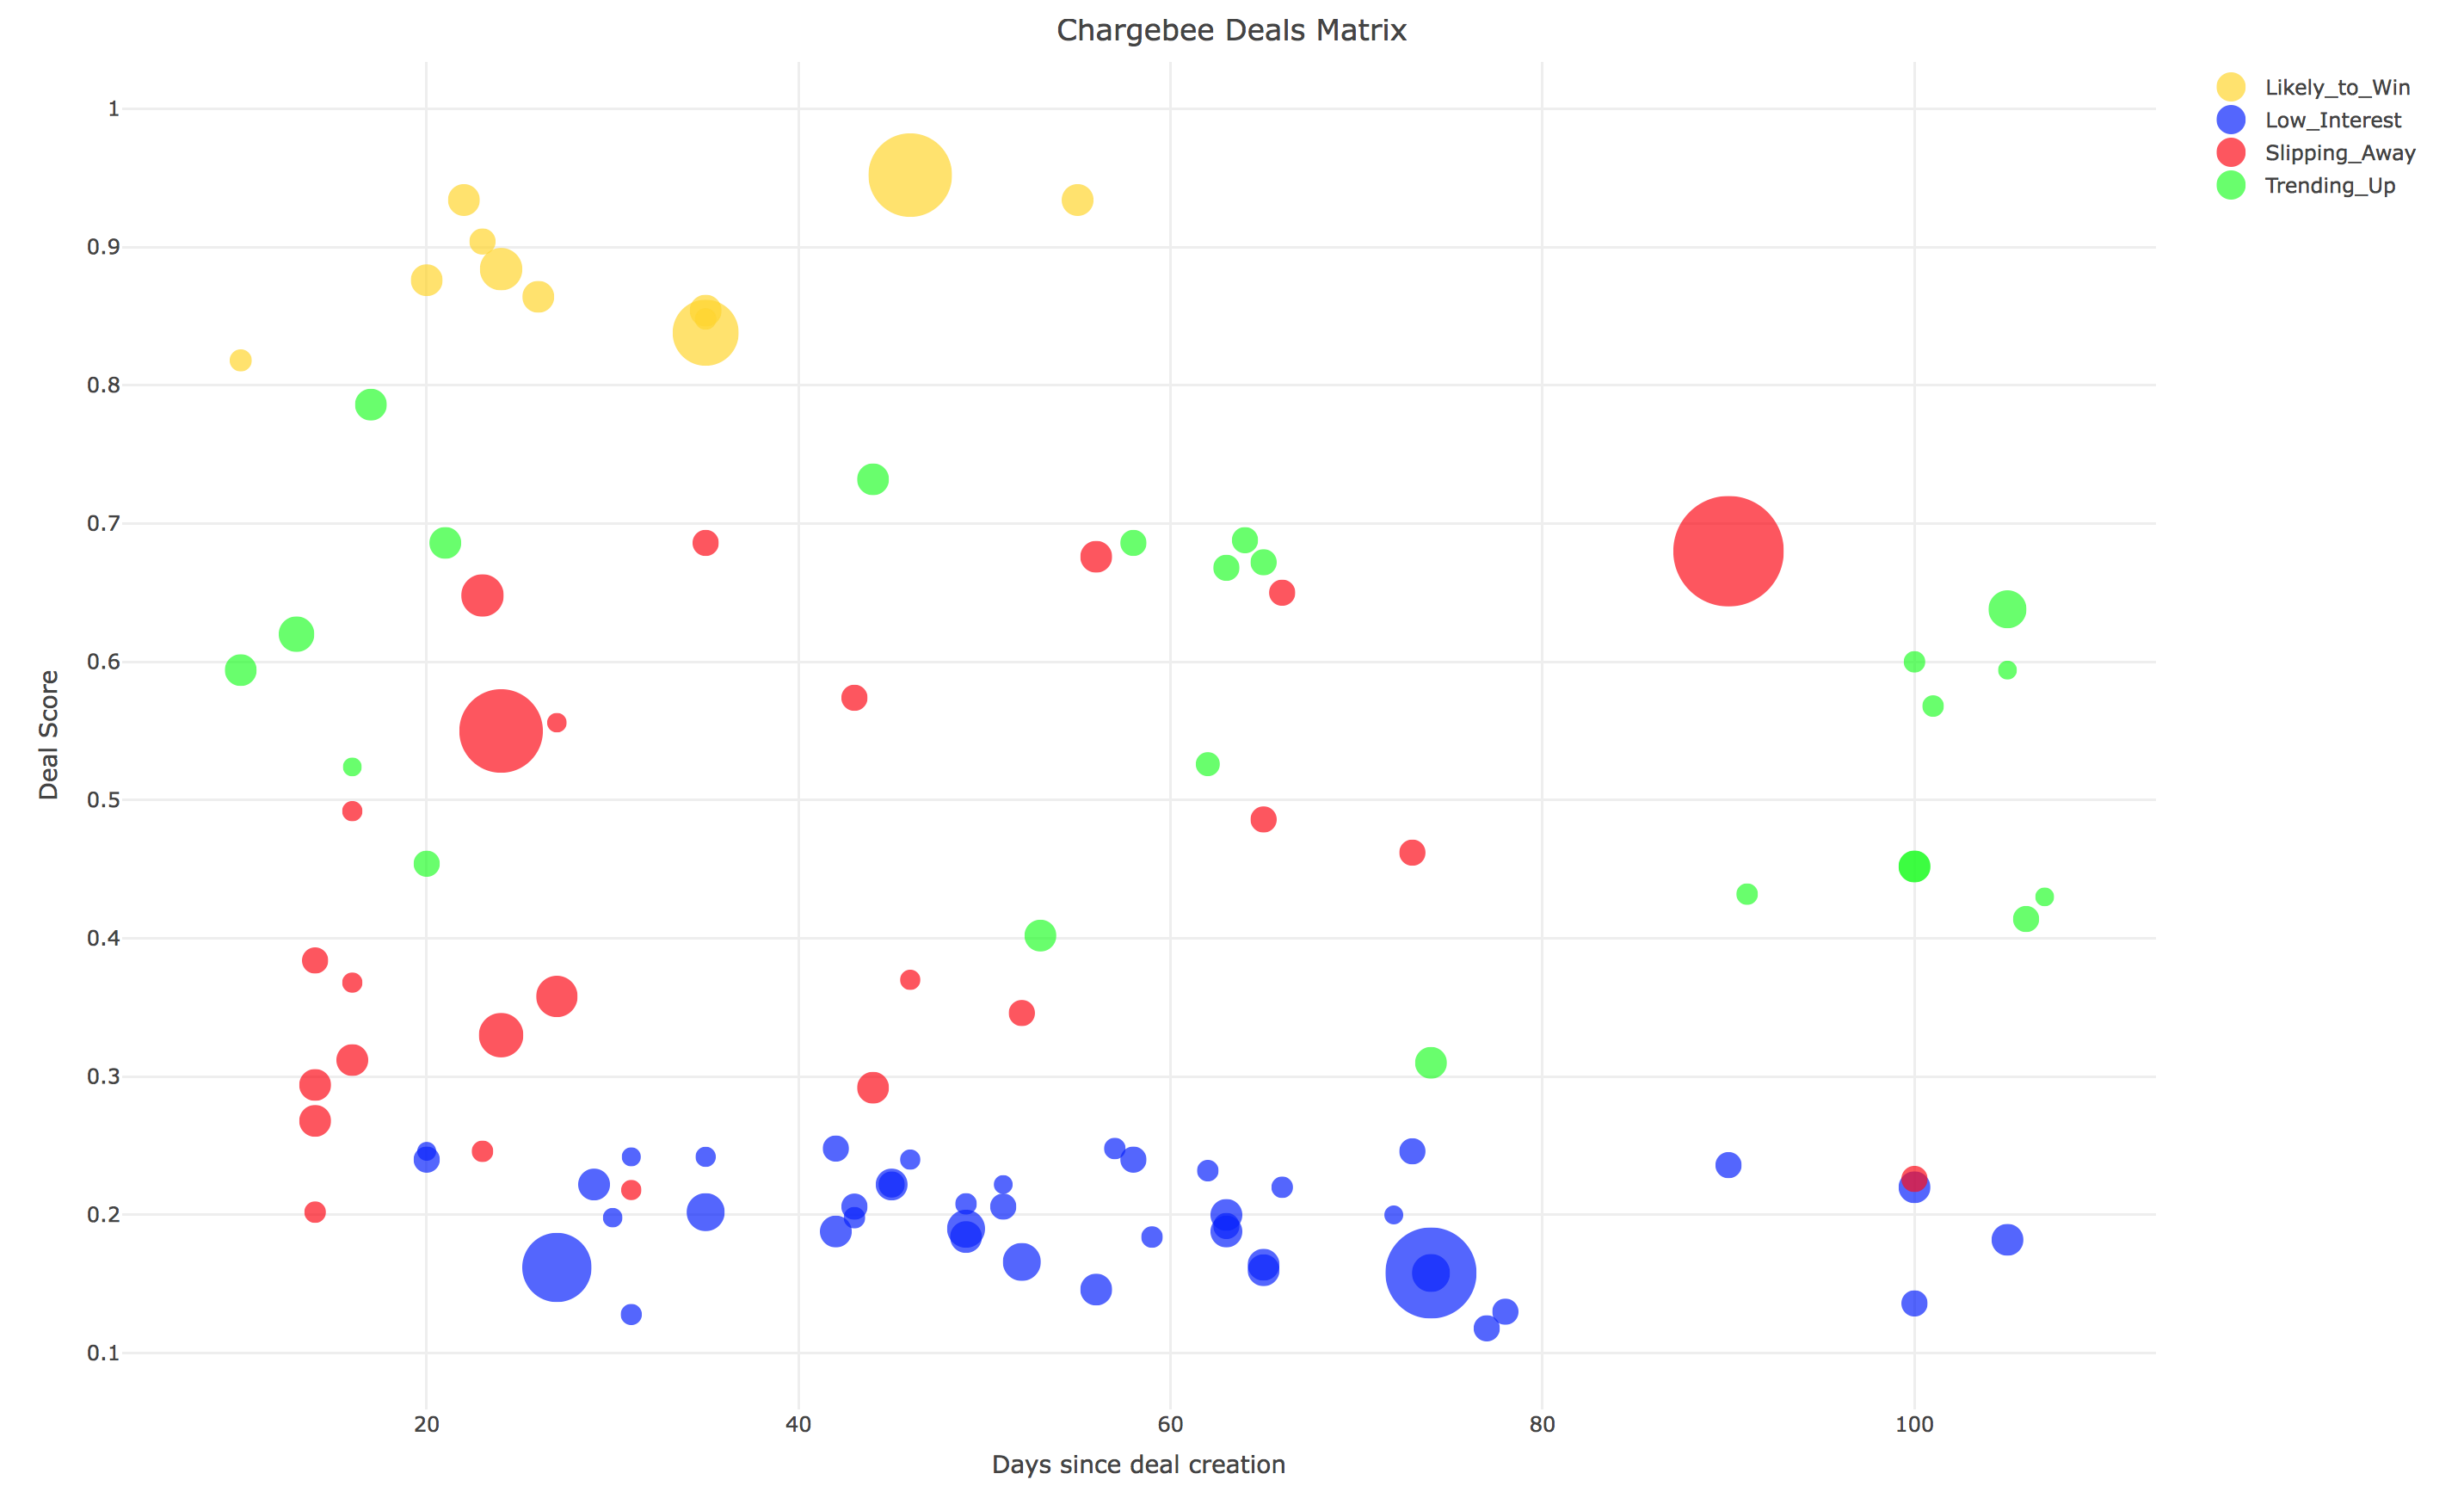 Chargebee Deals Matrix
Likely_to_Win
Low_Interest
Slipping_Away
Trending_Up
1
0.9
0.8
0.7
0.6
0.5
0.4
0.3
0.2
0.1
Deal Score
20
40
60
80
100
Days since deal creation